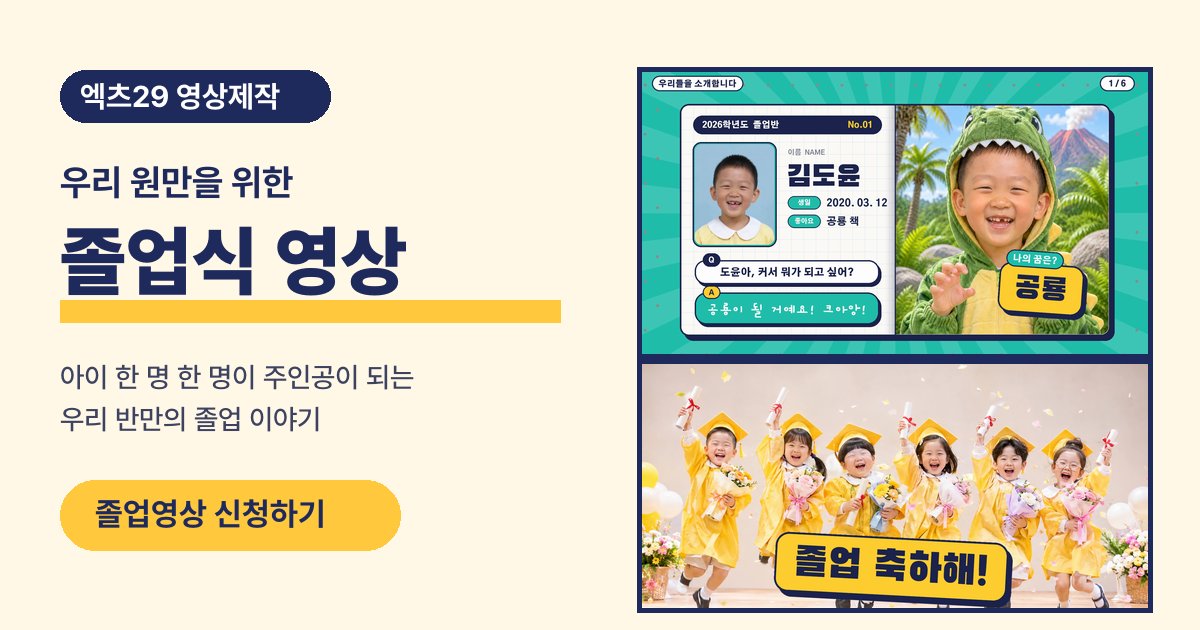 엑츠29 영상제작
우리 원만을 위한
졸업식 영상
아이 한 명 한 명이 주인공이 되는
우리 반만의 졸업 이야기
졸업영상 신청하기
우리들을 소개합니다
1 / 6
2026학년도 졸업반 No.01
이름 NAME
김도윤
생일 2020. 03. 12
좋아요 공룡 책
Q
도윤아, 커서 뭐가 되고 싶어?
A
공룡이 될 거예요! 크아앙!
나의 꿈은?
공룡
졸업 축하해!